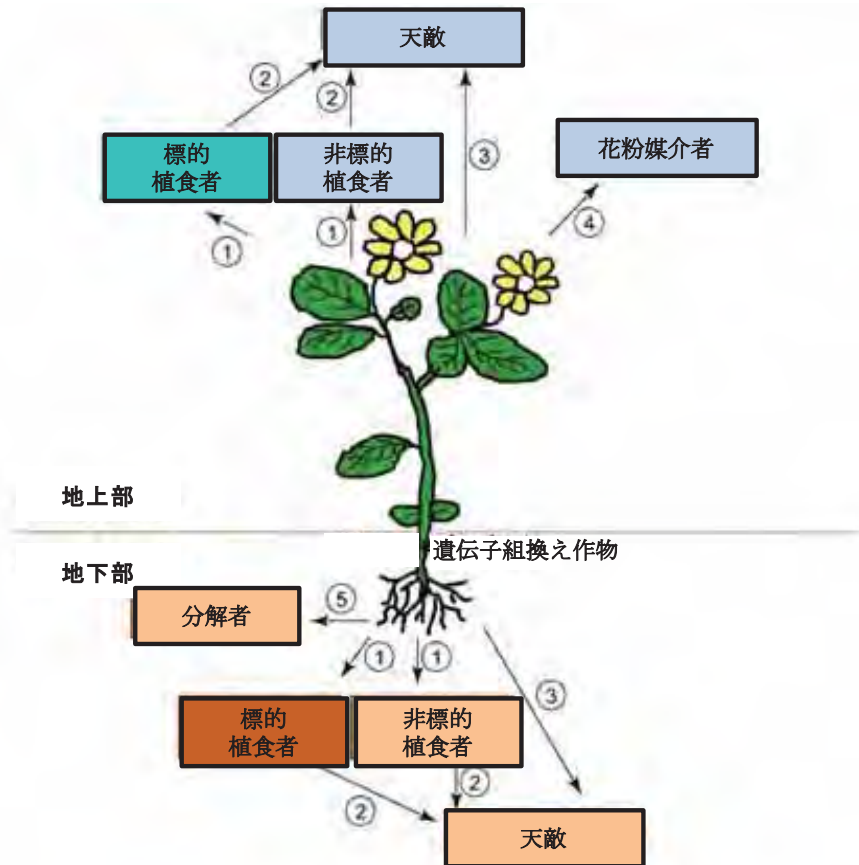 天敵
②
②
③
標的
植食者
非標的
植食者
花粉媒介者
①
①
④
地上部
遺伝子組換え作物
地下部
分解者
⑤
①
①
③
標的
植食者
非標的
植食者
②
②
天敵